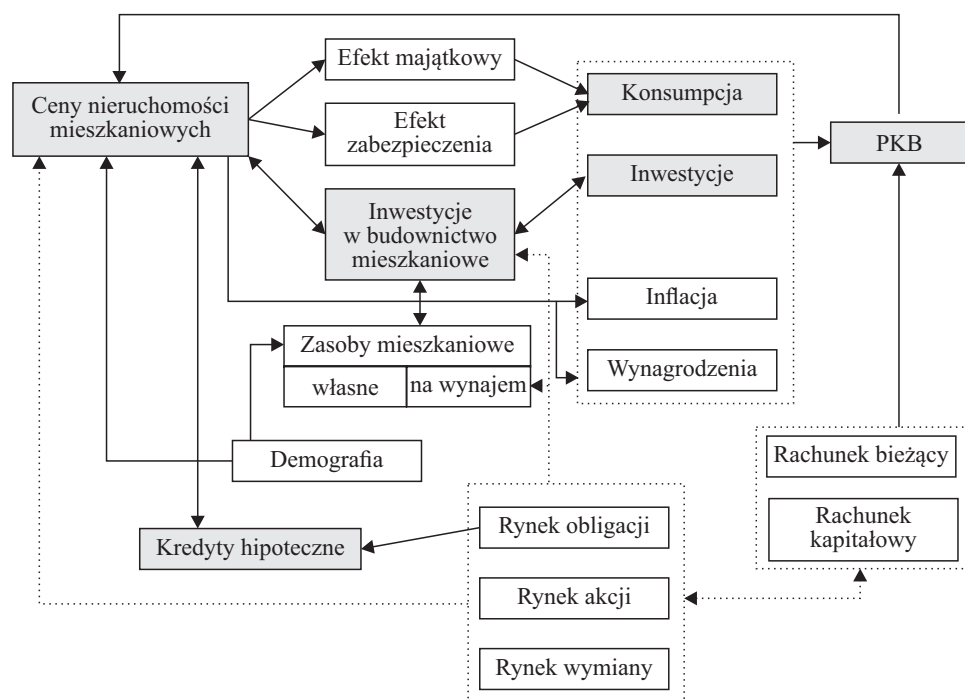 Efekt majątkowy
Ceny nieruchomości
mieszkaniowych
Konsumpcja
Efekt
zabezpieczenia
PKB
Inwestycje
Inwestycje
w budownictwo
mieszkaniowe
Inflacja
Zasoby mieszkaniowe
własne
na wynajem
Wynagrodzenia
Demografia
Rachunek bieżący
Rynek obligacji
Rachunek
kapitałowy
Kredyty hipoteczne
Rynek akcji
Rynek wymiany